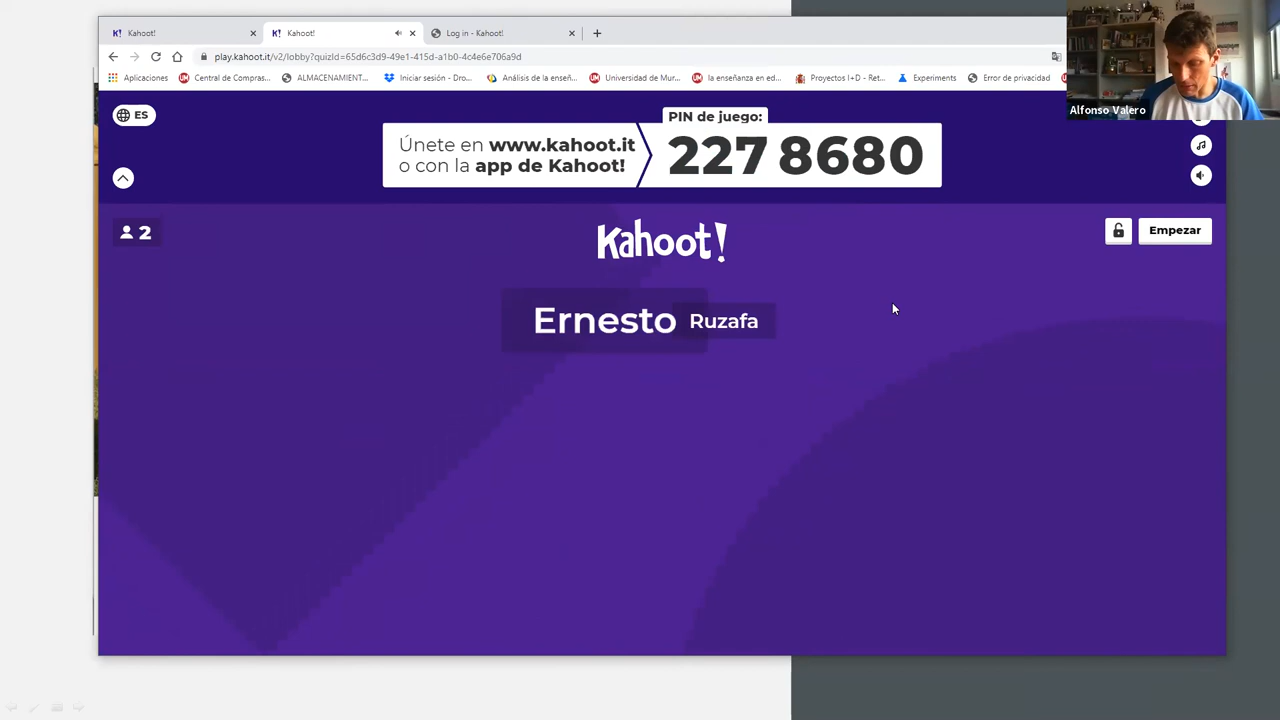 Kahoot!
Kahoot!
Log in - Kahoot!
play.kahoot.it/v2/lobby?quizId=65d6c3d9-49e1-415d-a1b0-4c4e6e706a9d
Aplicaciones
Central de Compras...
ALMACENAMIENT...
Iniciar sesión - Dro...
Análisis de la enseñ...
Universidad de Mur...
la enseñanza en ed...
Proyectos I+D - Ret...
Experiments
Error de privacidad
Alfonso Valero
ES
PIN de juego:
Únete en www.kahoot.it
o con la app de Kahoot!
227 8680
2
Kahoot!
Empezar
Ernesto
Ruzafa